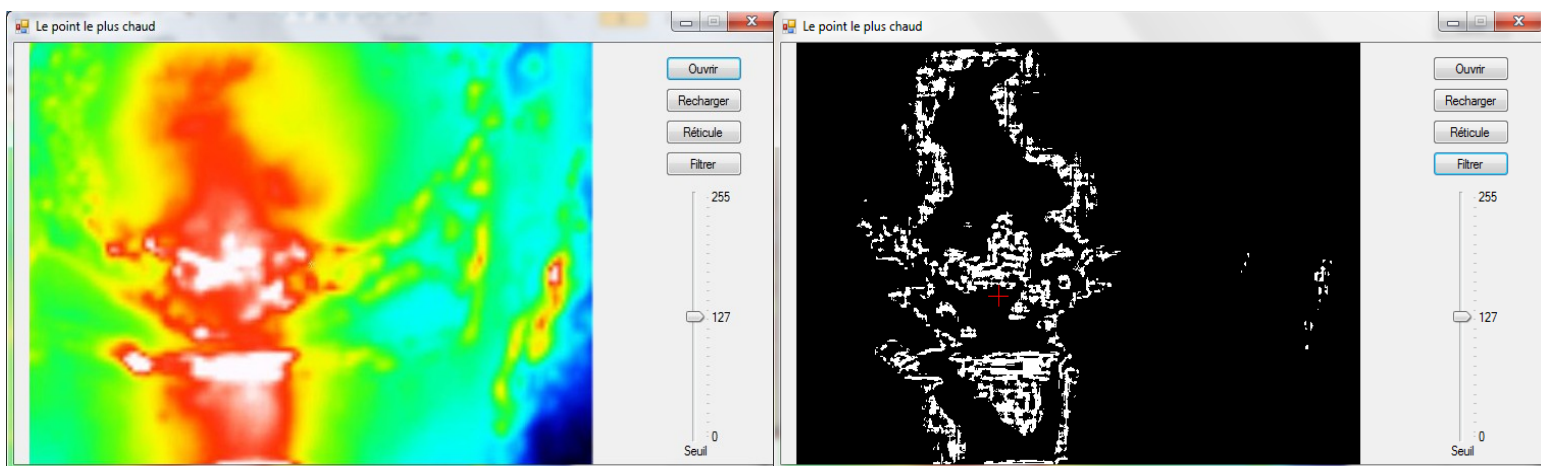 Le point le plus chaud
Ouvrir
Recharger
Réticule
Filtrer
255
127
0
Seuil
Le point le plus chaud
Ouvrir
Recharger
Réticule
Filtrer
255
127
0
Seuil